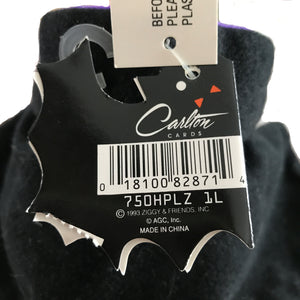 BEFO
PLEA
PLAS
Carlton
CARDS
0 18100 82871 4
750HPLZ 1L
© 1993 ZIGGY & FRIENDS, INC
© AGC, Inc.
MADE IN CHINA